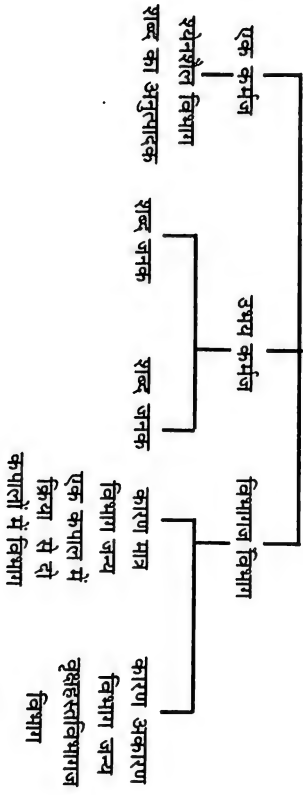 एक कर्मज
श्येनशैल विभाग
शब्द का अनुत्पादक
उभय कर्मज
शब्द जनक
शब्द जनक
विभागज विभाग
कारण मात्र
विभाग जन्य
एक कपाल में
क्रिया से दो
कपालों में विभाग
कारण अकारण
विभाग जन्य
वृक्षहस्तविभागज
विभाग